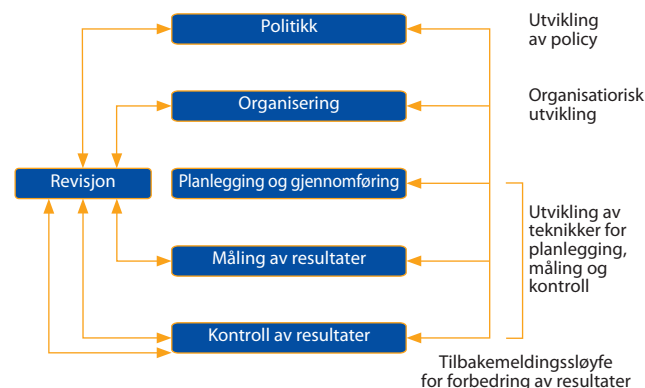 Politikk
Utvikling
av policy
Organisering
Organisatiorisk
utvikling
Revisjon
Planlegging og gjennomføring
Utvikling av
teknikker for
planlegging,
måling og
kontroll
Måling av resultater
Kontroll av resultater
Tilbakemeldingssløyfe
for forbedring av resultater